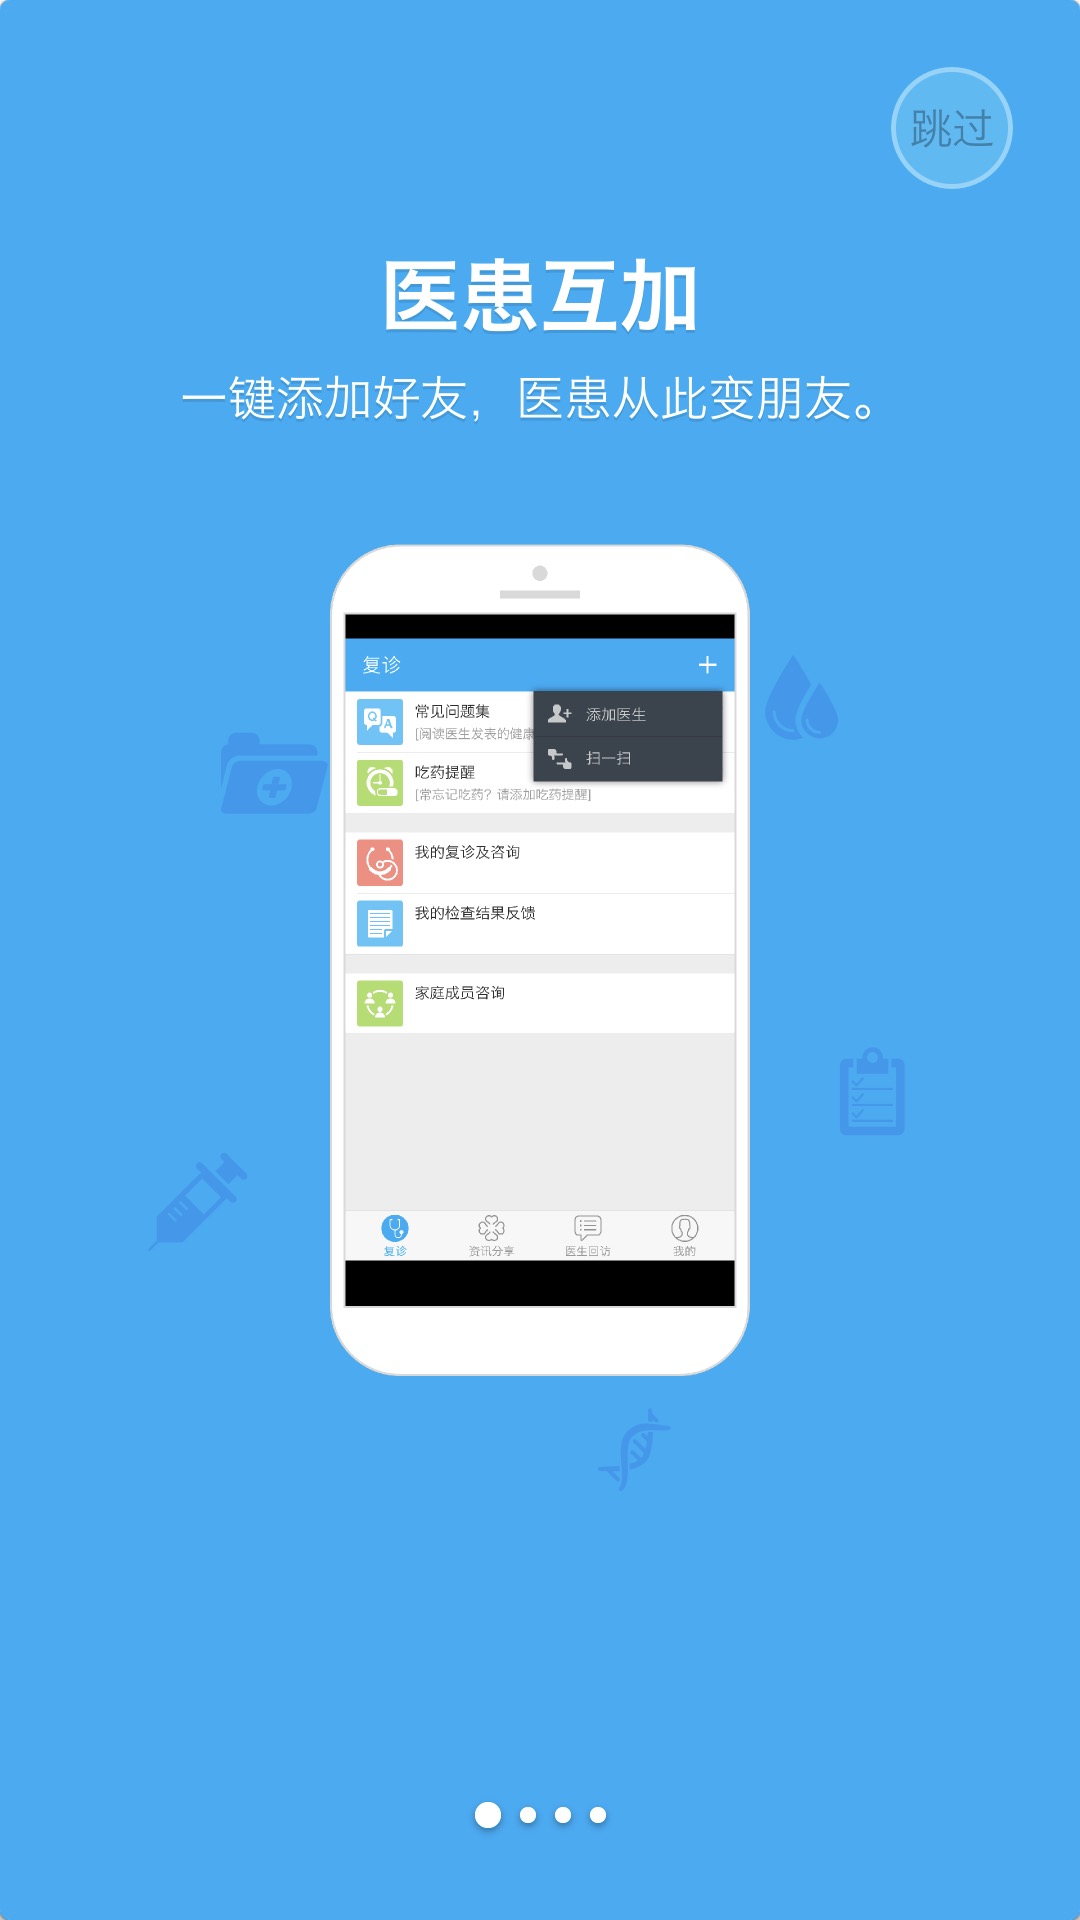 跳过
医患互加
一键添加好友，医患从此变朋友。
复诊
常见问题集
[阅读医生发表的健康
添加医生
扫一扫
吃药提醒
[常忘记吃药？请添加吃药提醒]
我的复诊及咨询
我的检查结果反馈
家庭成员咨询
复诊 资讯分享 医生回访 我的